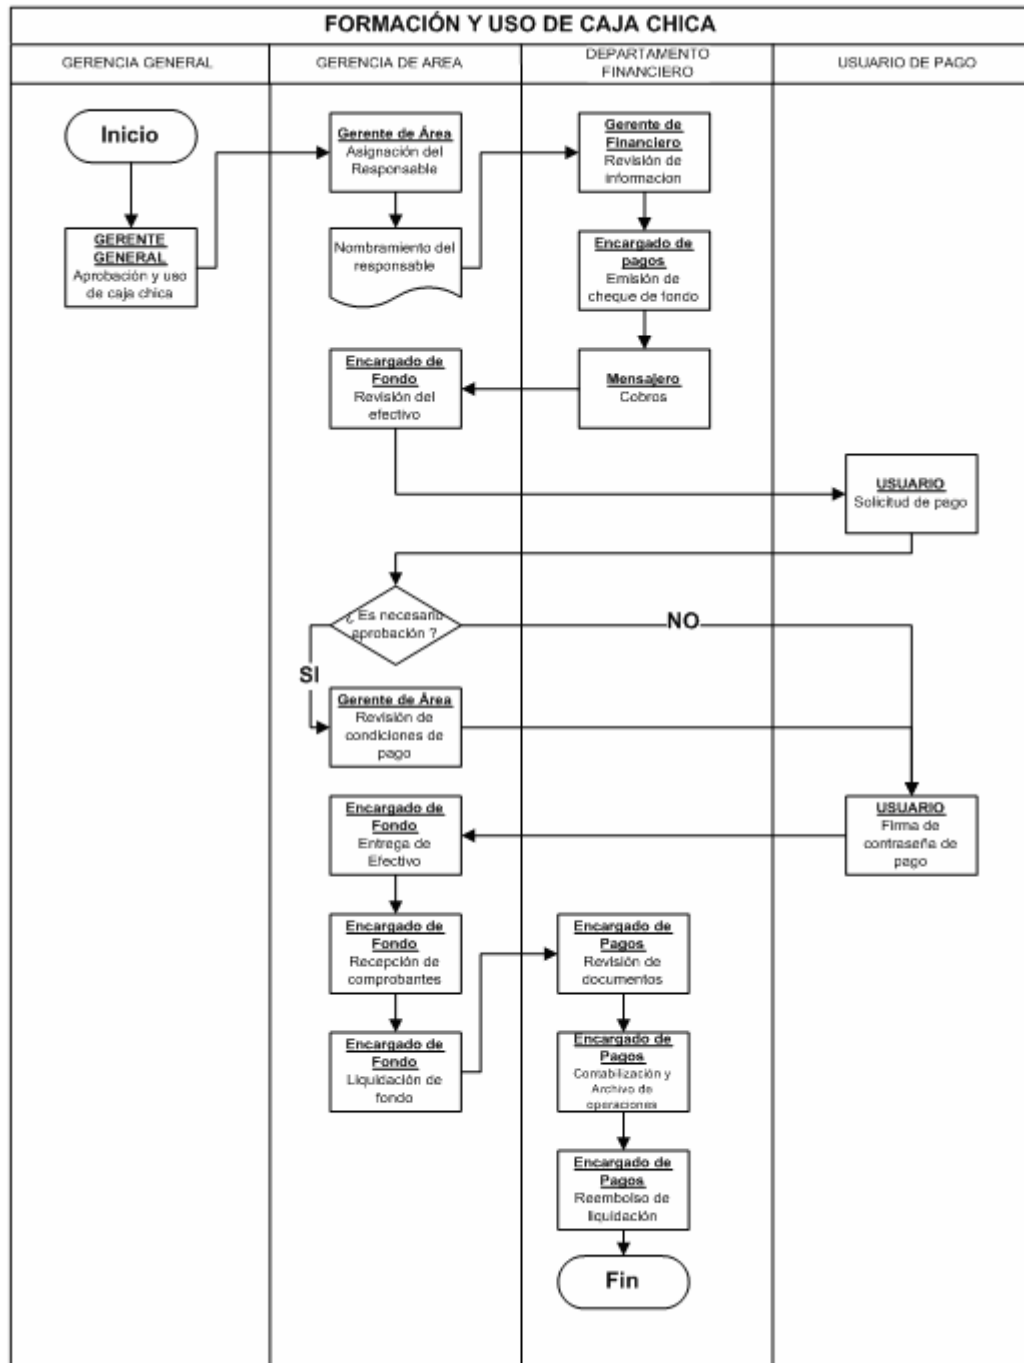 FORMACIÓN Y USO DE CAJA CHICA
GERENCIA GENERAL
GERENCIA DE AREA
DEPARTAMENTO
FINANCIERO
USUARIO DE PAGO
Inicio
GERENTE
GENERAL
Aprobación y uso
de caja chica
Gerente de Área
Asignación del
Responsable
Nombramiento del
responsable
Gerente de
Financiero
Revisión de
informacion
Encargado de
pagos
Emisión de
cheque de fondo
Mensajero
Cobros
Encargado de
Fondo
Revisión del
efectivo
USUARIO
Solicitud de pago
¿ Es necesario
aprobación ?
NO
SI
Gerente de Área
Revisión de
condiciones de
pago
USUARIO
Firma de
contraseña de
pago
Encargado de
Fondo
Entrega de
Efectivo
Encargado de
Fondo
Recepción de
comprobantes
Encargado de
Fondo
Liquidación de
fondo
Encargado de
Pagos
Revisión de
documentos
Encargado de
Pagos
Contabilización y
Archivo de
operaciones
Encargado de
Pagos
Reembolso de
liquidación
Fin